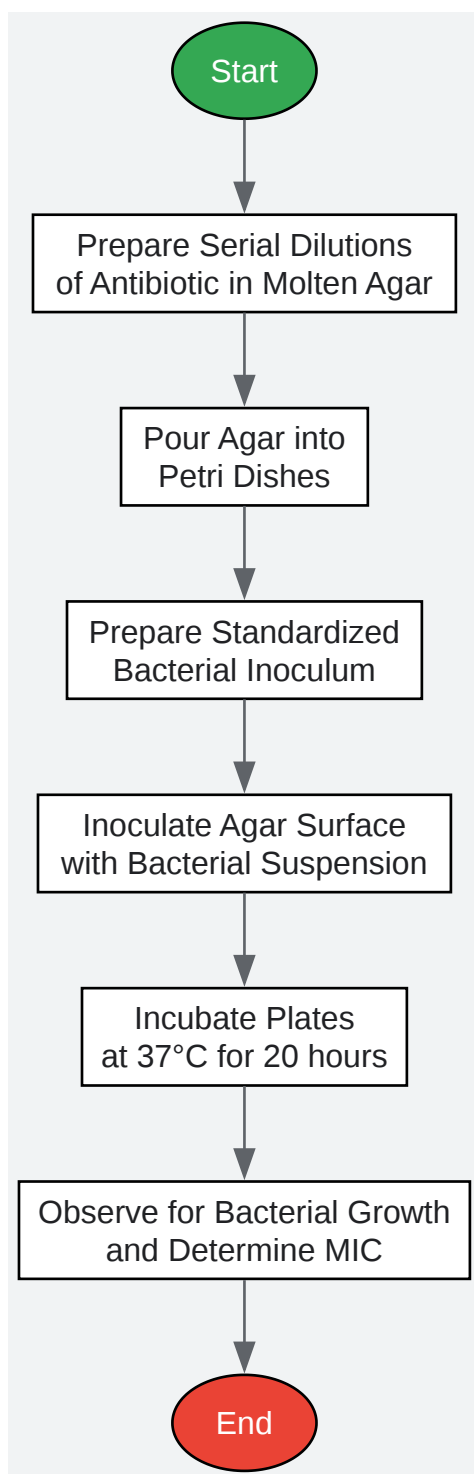 Start
Prepare Serial Dilutions
of Antibiotic in Molten Agar
Pour Agar into
Petri Dishes
Prepare Standardized
Bacterial Inoculum
Inoculate Agar Surface
with Bacterial Suspension
Incubate Plates
at 37°C for 20 hours
Observe for Bacterial Growth
and Determine MIC
End